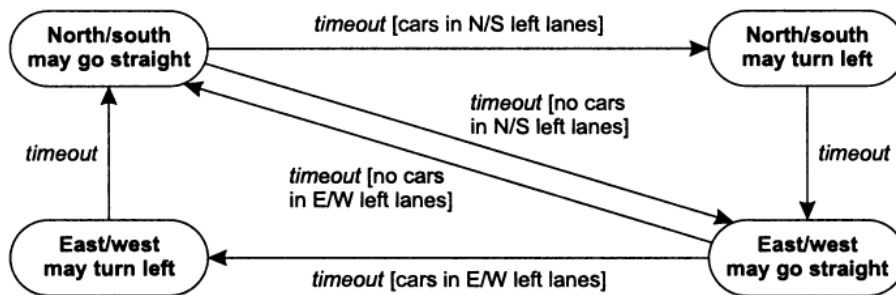 North/south
may go straight
timeout [cars in N/S left lanes]
North/south
may turn left
timeout [no cars
in N/S left lanes]
timeout
timeout
timeout [no cars
in E/W left lanes]
East/west
may turn left
timeout [cars in E/W left lanes]
East/west
may go straight